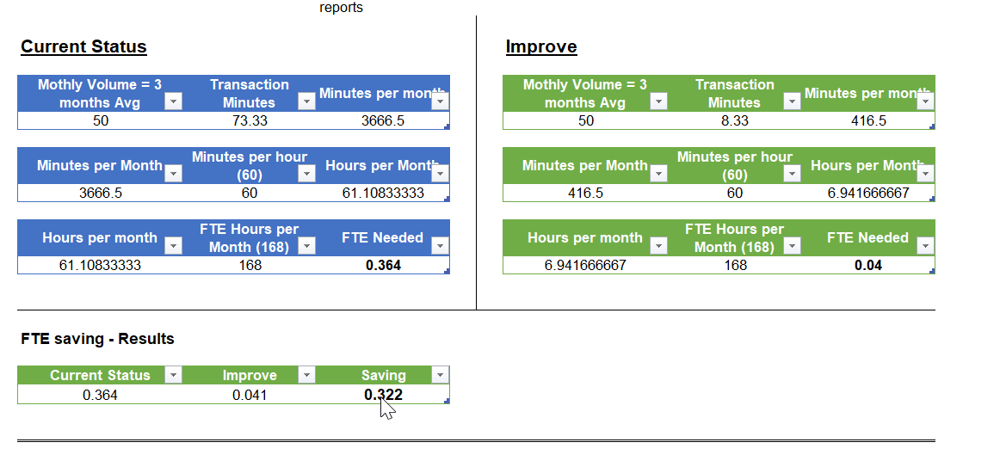 reports
Current Status
Improve
Mothly Volume = 3 months Avg
Transaction Minutes
Minutes per month
50
73.33
3666.5
Mothly Volume = 3 months Avg
Transaction Minutes
Minutes per month
50
8.33
416.5
Minutes per Month
Minutes per hour (60)
Hours per Month
3666.5
60
61.10833333
Minutes per Month
Minutes per hour (60)
Hours per Month
416.5
60
6.941666667
Hours per month
FTE Hours per Month (168)
FTE Needed
61.10833333
168
0.364
Hours per month
FTE Hours per Month (168)
FTE Needed
6.941666667
168
0.04
FTE saving - Results
Current Status
Improve
Saving
0.364
0.041
0.322